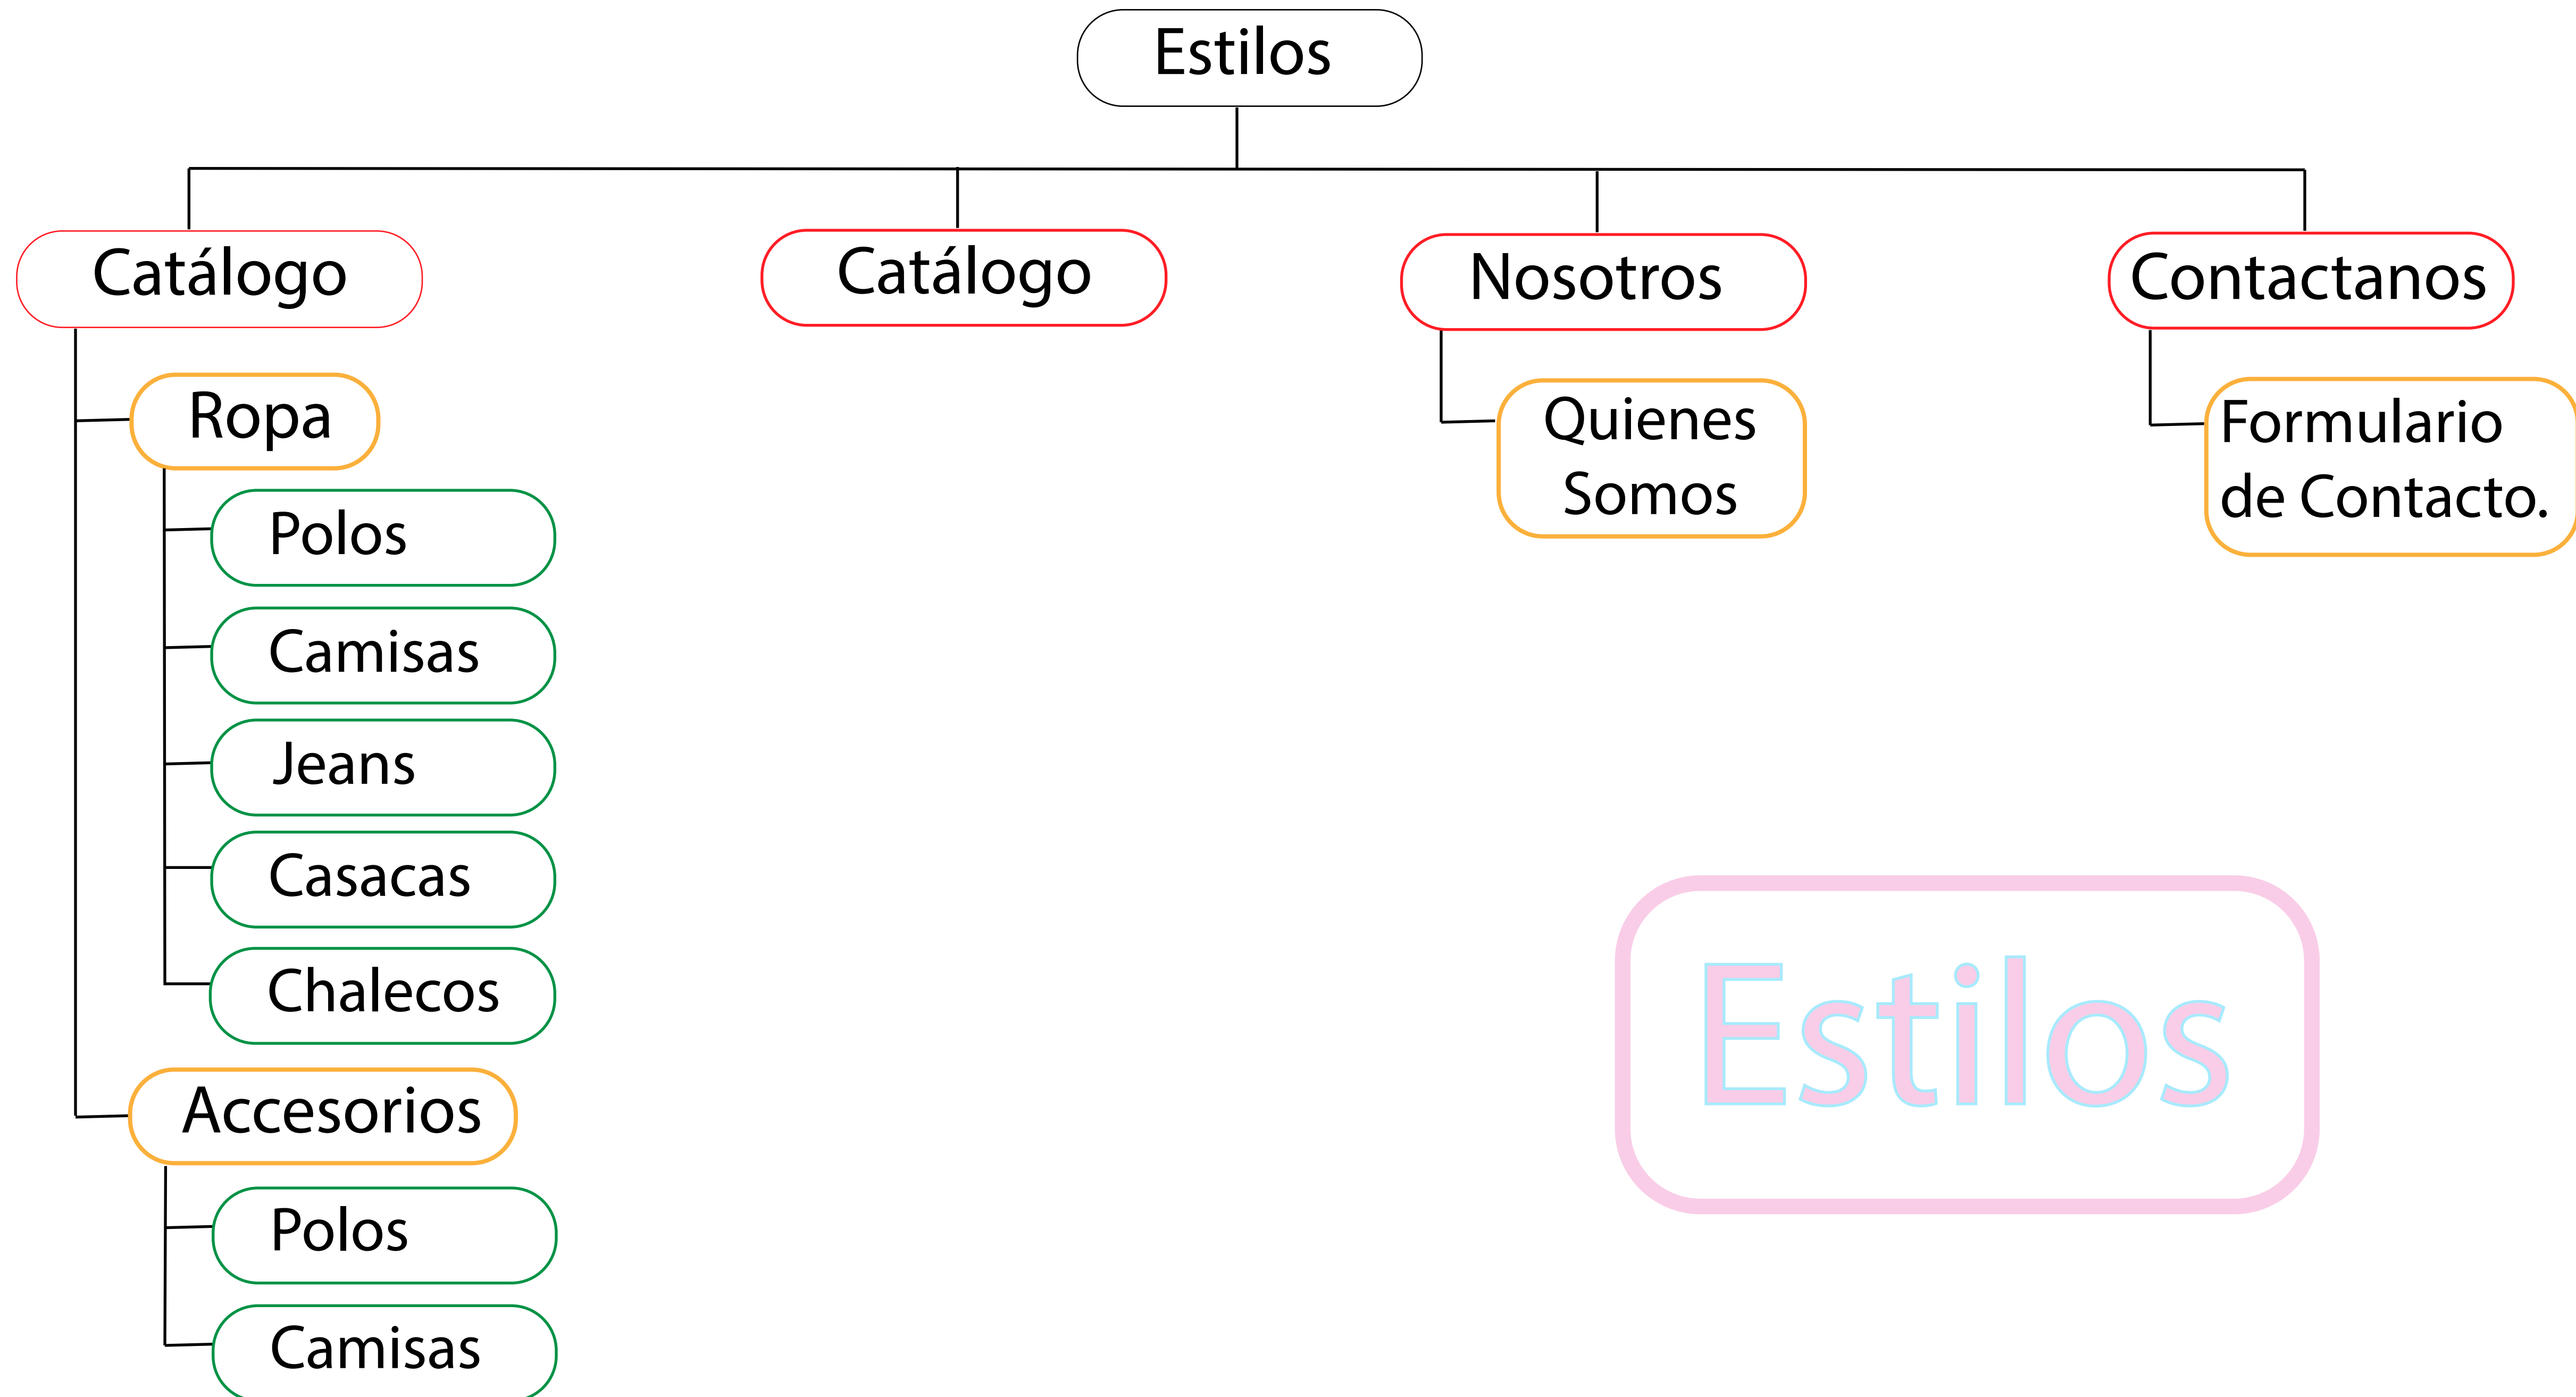 Estilos
Catálogo
Catálogo
Nosotros
Contactanos
Ropa
Polos
Camisas
Jeans
Casacas
Chalecos
Accesorios
Polos
Camisas
Quienes
Somos
Formulario
de Contacto.
Estilos